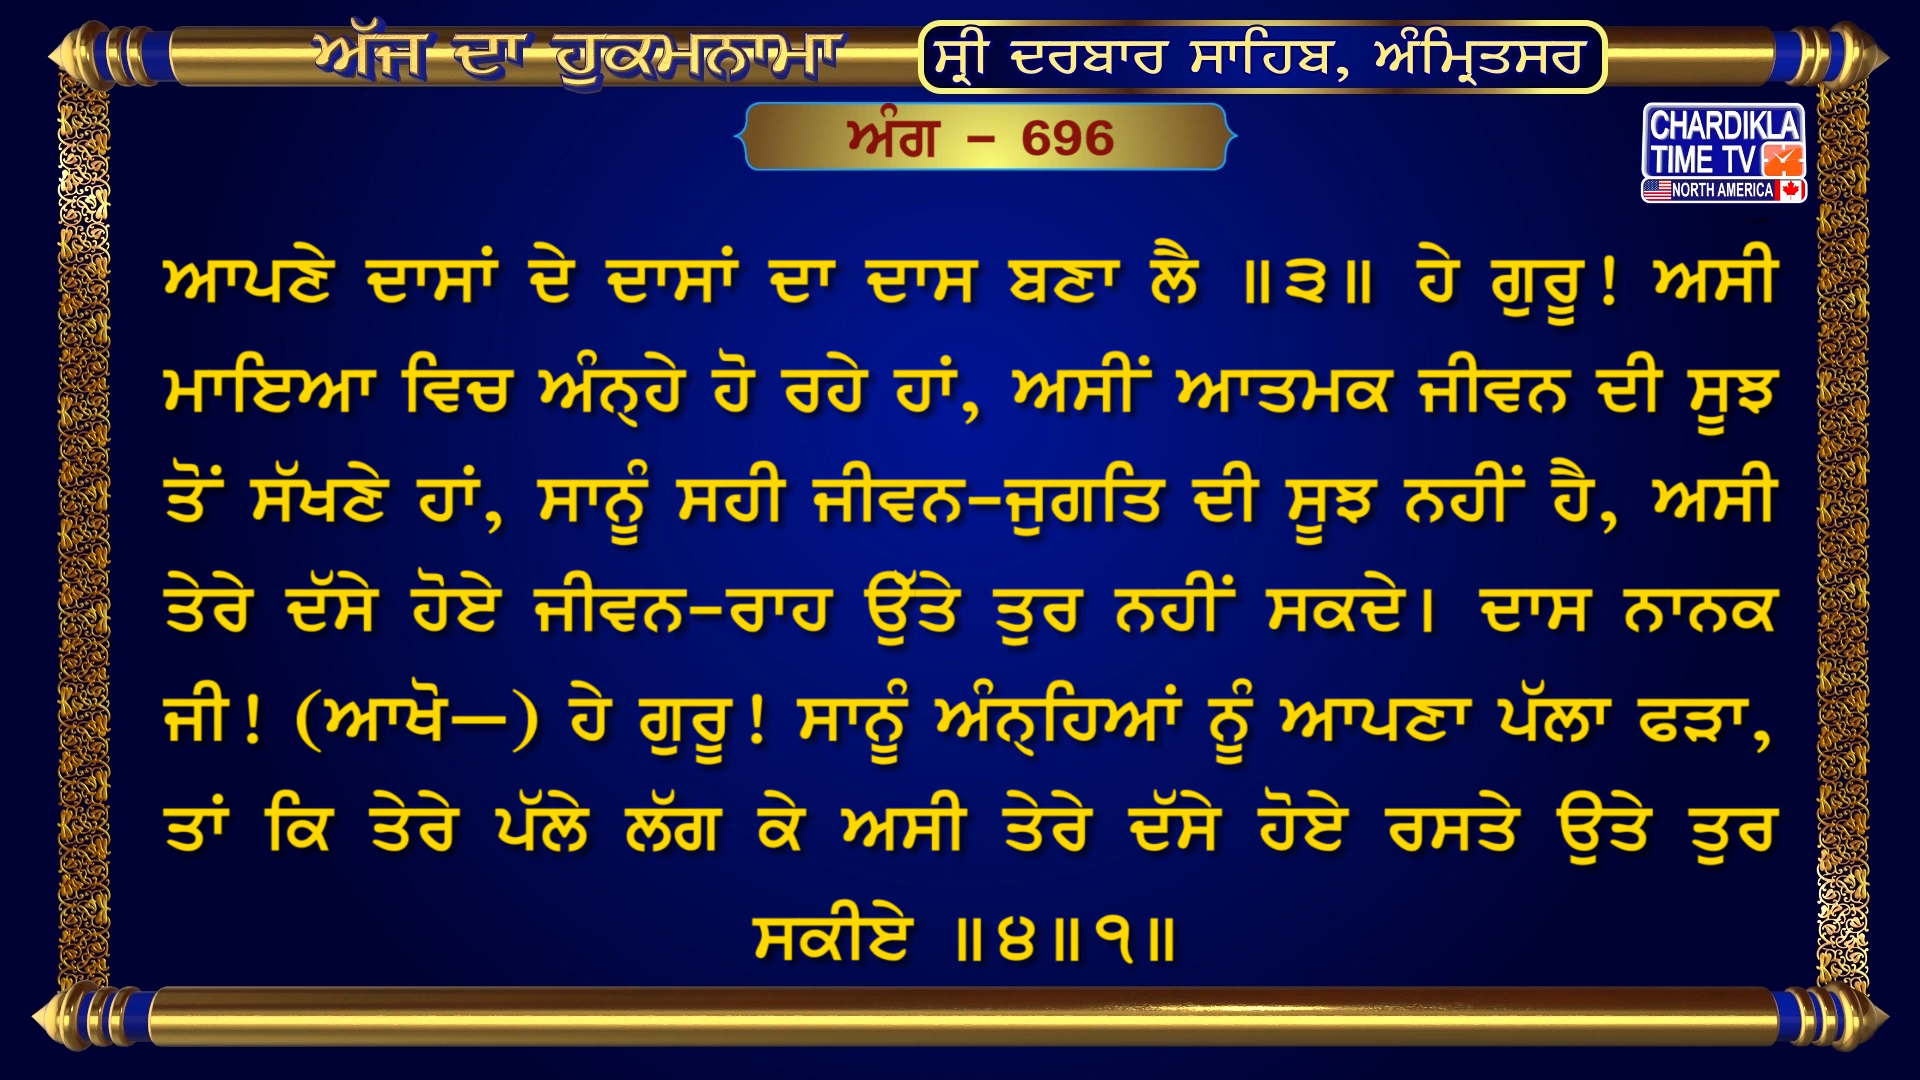 ਅੱਜ ਦਾ ਹੁਕਮਨਾਮਾ
ਸ੍ਰੀ ਦਰਬਾਰ ਸਾਹਿਬ, ਅੰਮ੍ਰਿਤਸਰ
ਅੰਗ - 696
CHARDIKLA
TIME TV
NORTH AMERICA
ਆਪਣੇ ਦਾਸਾਂ ਦੇ ਦਾਸਾਂ ਦਾ ਦਾਸ ਬਣਾ ਲੈ ॥੩॥ ਹੇ ਗੁਰੂ! ਅਸੀ
ਮਾਇਆ ਵਿਚ ਅੰਨ੍ਹੇ ਹੋ ਰਹੇ ਹਾਂ, ਅਸੀਂ ਆਤਮਕ ਜੀਵਨ ਦੀ ਸੂਝ
ਤੋਂ ਸੱਖਣੇ ਹਾਂ, ਸਾਨੂੰ ਸਹੀ ਜੀਵਨ-ਜੁਗਤਿ ਦੀ ਸੂਝ ਨਹੀਂ ਹੈ, ਅਸੀ
ਤੇਰੇ ਦੱਸੇ ਹੋਏ ਜੀਵਨ-ਰਾਹ ਉੱਤੇ ਤੁਰ ਨਹੀਂ ਸਕਦੇ। ਦਾਸ ਨਾਨਕ
ਜੀ! (ਆਖੋ—) ਹੇ ਗੁਰੂ! ਸਾਨੂੰ ਅੰਨ੍ਹਿਆਂ ਨੂੰ ਆਪਣਾ ਪੱਲਾ ਫੜਾ,
ਤਾਂ ਕਿ ਤੇਰੇ ਪੱਲੇ ਲੱਗ ਕੇ ਅਸੀ ਤੇਰੇ ਦੱਸੇ ਹੋਏ ਰਸਤੇ ਉਤੇ ਤੁਰ
ਸਕੀਏ ॥੪॥੧॥